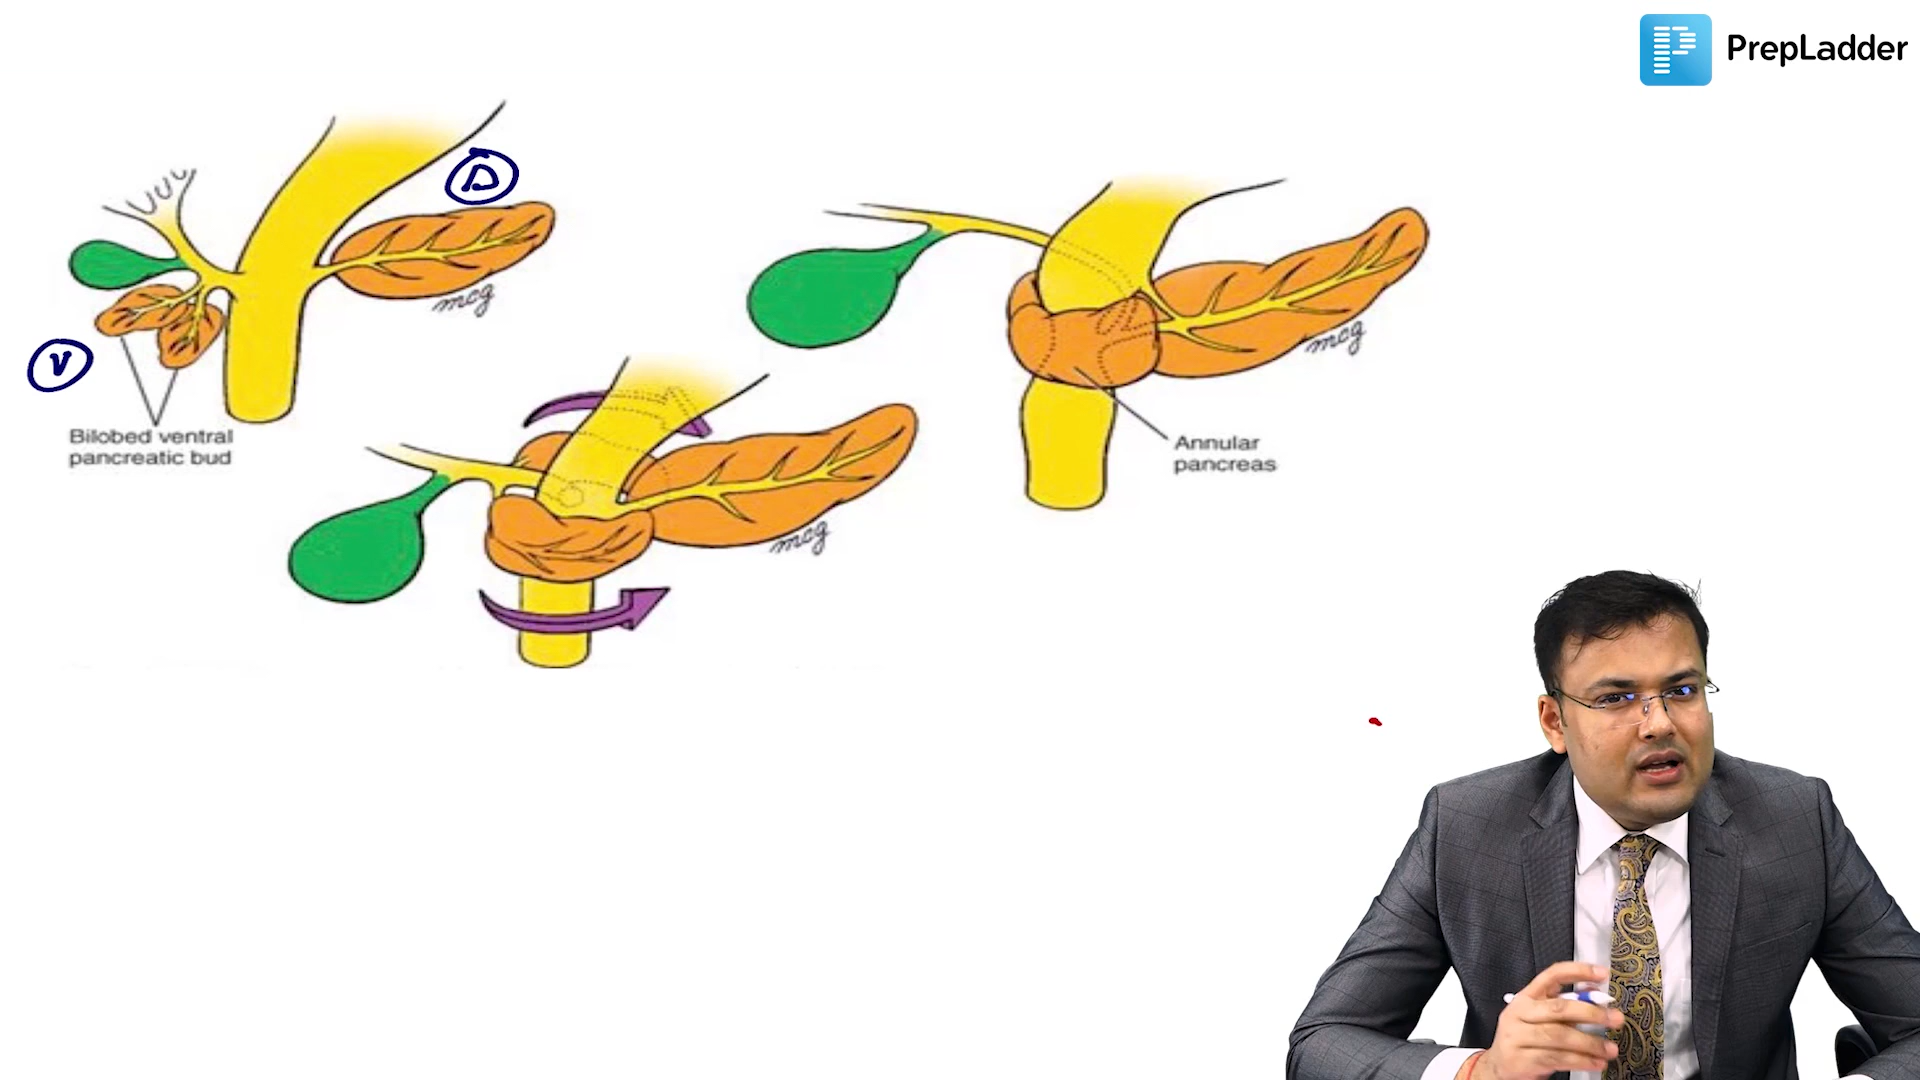 PrepLadder
D
mcg
V
Bilobed ventral
pancreatic bud
mcg
mcg
Annular
pancreas